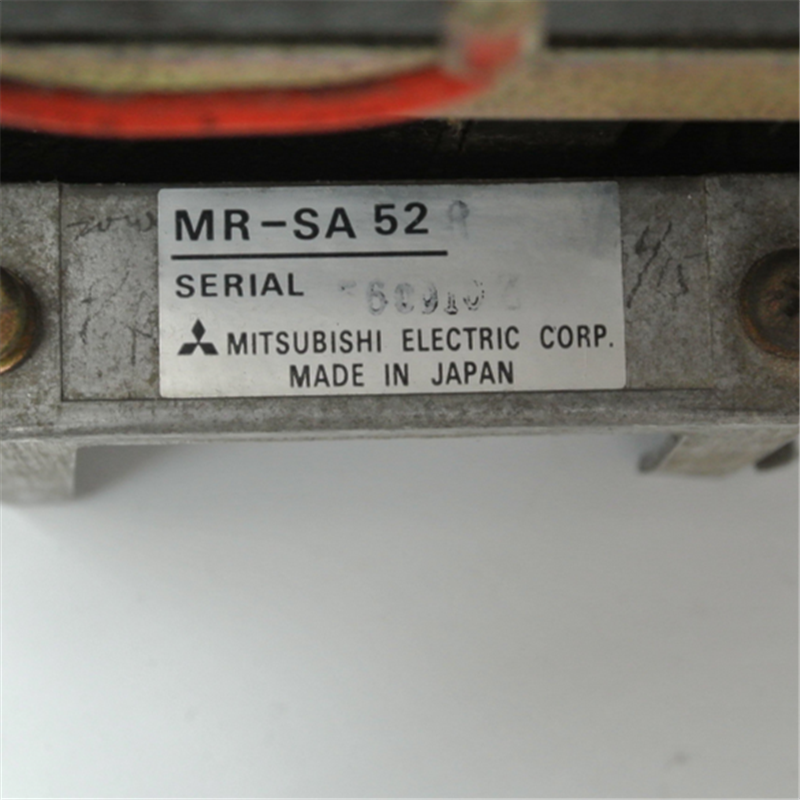 MR-SA 52
SERIAL
MITSUBISHI ELECTRIC CORP.
MADE IN JAPAN